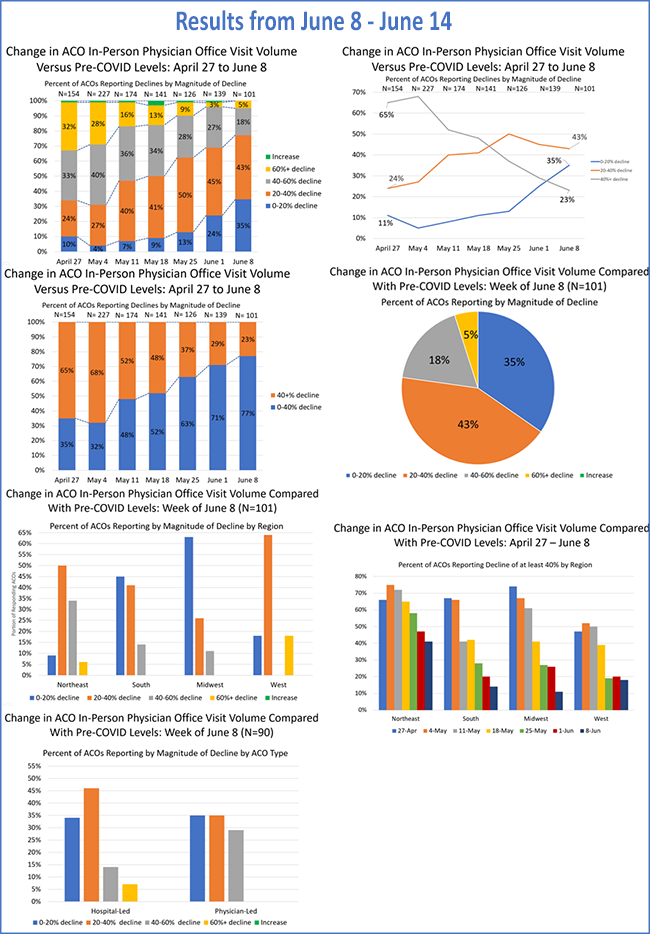 Results from June 8 - June 14
Change in ACO In-Person Physician Office Visit Volume
Versus Pre-COVID Levels: April 27 to June 8
Percent of ACOs Reporting Declines by Magnitude of Decline
N=154 N= 227 N= 174 N= 141 N= 126 N= 139 N= 101
100%
90%
80%
70%
60%
50%
40%
30%
20%
10%
0%
32% 28% 16% 13% 9% 3% 5%
33% 40% 36% 34% 28% 27% 18%
24% 27% 40% 41% 50% 45% 43%
10% 4% 7% 9% 13% 24% 35%
April 27 May 4 May 11 May 18 May 25 June 1 June 8
Increase
60%+ decline
40-60% decline
20-40% decline
0-20% decline
Change in ACO In-Person Physician Office Visit Volume
Versus Pre-COVID Levels: April 27 to June 8
Percent of ACOs Reporting Declines by Magnitude of Decline
N=154 N= 227 N= 174 N=141 N=126 N=139 N=101
70%
60%
50%
40%
30%
20%
10%
0%
65%
24%
11%
43%
35%
23%
April 27 May 4 May 11 May 18 May 25 June 1 June 8
0-20% decline
20-40% decline
40%+ decline
Change in ACO In-Person Physician Office Visit Volume
Versus Pre-COVID Levels: April 27 to June 8
Percent of ACOs Reporting Declines by Magnitude of Decline
N=154 N= 227 N= 174 N= 141 N= 126 N= 139 N= 101
100%
90%
80%
70%
60%
50%
40%
30%
20%
10%
0%
65% 68% 52% 48% 37% 29% 23%
35% 32% 48% 52% 63% 71% 77%
April 27 May 4 May 11 May 18 May 25 June 1 June 8
40+% decline
0-40% decline
Change in ACO In-Person Physician Office Visit Volume Compared
With Pre-COVID Levels: Week of June 8 (N=101)
Percent of ACOs Reporting by Magnitude of Decline
5%
18%
35%
43%
0-20% decline 20-40% decline 40-60% decline 60%+ decline Increase
Change in ACO In-Person Physician Office Visit Volume Compared
With Pre-COVID Levels: Week of June 8 (N=101)
Percent of ACOs Reporting by Magnitude of Decline by Region
Portion of Responding ACOs
65%
60%
55%
50%
45%
40%
35%
30%
25%
20%
15%
10%
5%
0%
Northeast South Midwest West
0-20% decline 20-40% decline 40-60% decline 60%+ decline Increase
Change in ACO In-Person Physician Office Visit Volume Compared
With Pre-COVID Levels: April 27 – June 8
Percent of ACOs Reporting Decline of at least 40% by Region
80%
70%
60%
50%
40%
30%
20%
10%
0%
Northeast South Midwest West
27-Apr 4-May 11-May 18-May 25-May 1-Jun 8-Jun
Change in ACO In-Person Physician Office Visit Volume Compared
With Pre-COVID Levels: Week of June 8 (N=90)
Percent of ACOs Reporting by Magnitude of Decline by ACO Type
55%
50%
45%
40%
35%
30%
25%
20%
15%
10%
5%
0%
Hospital-Led Physician-Led
0-20% decline 20-40% decline 40-60% decline 60%+ decline Increase